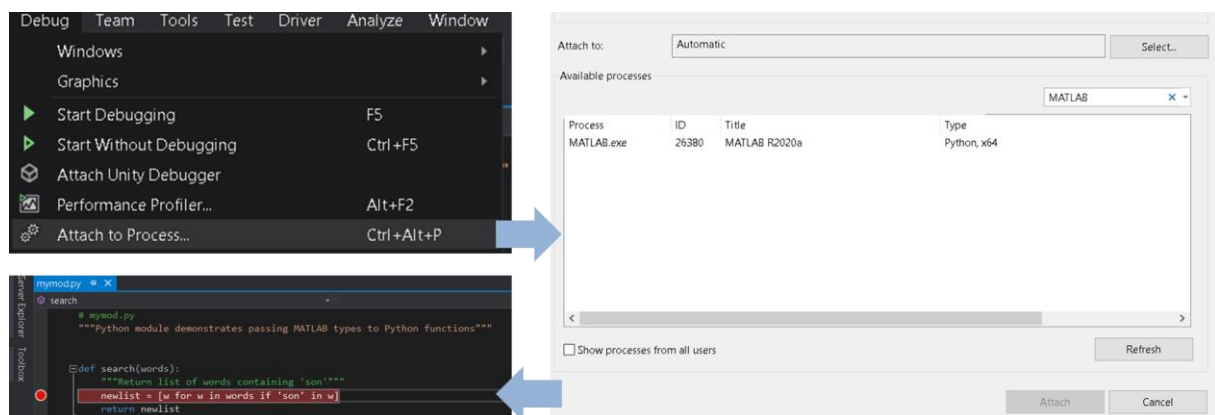 Debug Team Tools Test Driver Analyze Window
Windows
Graphics
Start Debugging F5
Start Without Debugging Ctrl+F5
Attach Unity Debugger
Performance Profiler... Alt+F2
Attach to Process... Ctrl+Alt+P
Attach to: Automatic Select...
Available processes
MATLAB
Process ID Title Type
MATLAB.exe 26380 MATLAB R2020a Python, x64
Show processes from all users Refresh
Attach Cancel
Server Explorer
Toolbox
mymod.py
search
# mymod.py
"""Python module demonstrates passing MATLAB types to Python functions"""
def search(words):
"""Return list of words containing 'son'"""
newlist = [w for w in words if 'son' in w]
return newlist